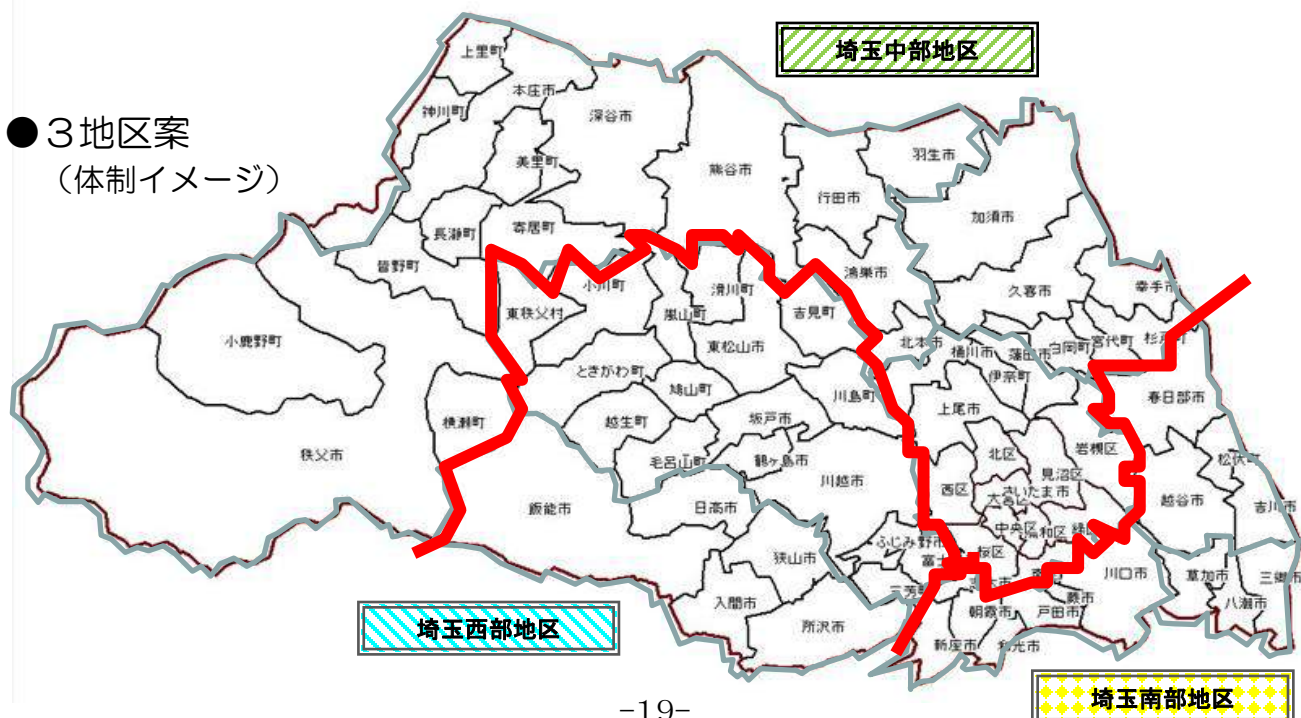 埼玉中部地区
●３地区案
（体制イメージ）
上里町
本庄市
神川町
深谷市
美里町
熊谷市
羽生市
行田市
加須市
長瀞町
寄居町
皆野町
鴻巣市
久喜市
幸手市
小川町
滑川町
東秩父村
嵐山町
吉見町
小鹿野町
東松山市
北本市
桶川市
蓮田市
白岡町
宮代町
杉戸町
ときがわ町
伊奈町
鳩山町
川島町
上尾市
春日部市
横瀬町
越生町
坂戸市
秩父市
毛呂山町
鶴ヶ島市
北区
岩槻区
見沼区
松伏町
川越市
西区
さいたま市
越谷市
吉川市
飯能市
日高市
中央区
ふじみ野市
桜区
狭山市
川口市
草加市
三郷市
入間市
三芳町
朝霞市
戸田市
蕨市
八潮市
所沢市
新座市
和光市
埼玉西部地区
埼玉南部地区
-19-